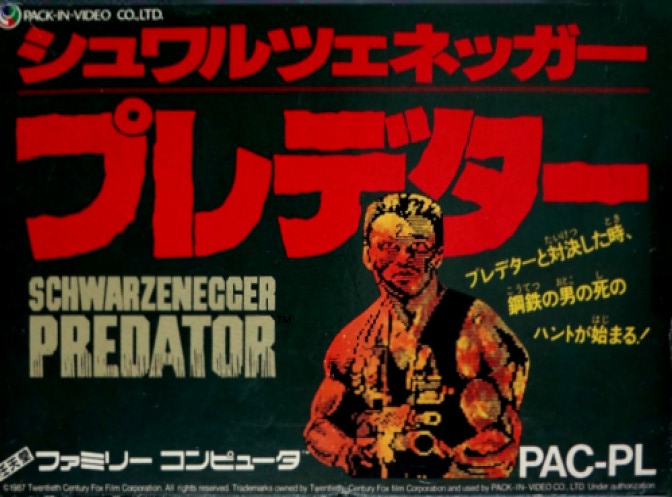 PACK-IN-VIDEO CO.,LTD.
シュワルツェネッガー
プレデター
SCHWARZENEGGER
PREDATOR™
プレデターと対決した時、
鋼鉄の男の死の
ハントが始まる!
ファミリー コンピュータ™
PAC-PL
©1987 Twentieth Century Fox Film Corporation. All rights reserved. Trademarks owned by Twentieth Century Fox film Corporation and used by PACK-IN-VIDEO CO., LTD. Under authorization